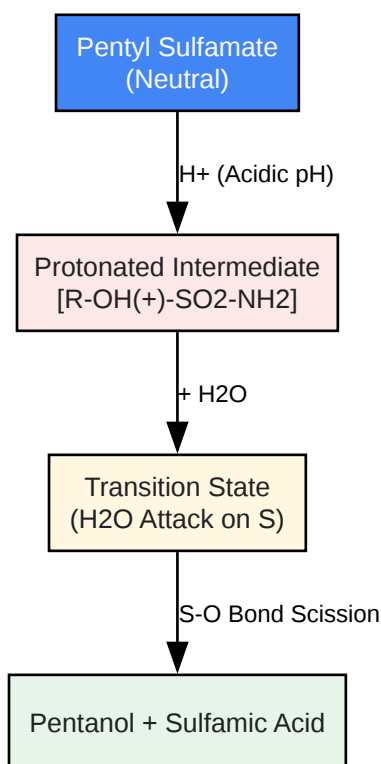 Pentyl Sulfamate
(Neutral)
H+ (Acidic pH)
Protonated Intermediate
[R-OH(+)-SO2-NH2]
+ H2O
Transition State
(H2O Attack on S)
S-O Bond Scission
Pentanol + Sulfamic Acid